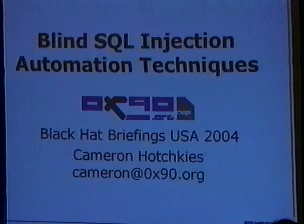 Blind SQL Injection
Automation Techniques
0x90
.org
Black Hat Briefings USA 2004
Cameron Hotchkies
cameron@0x90.org